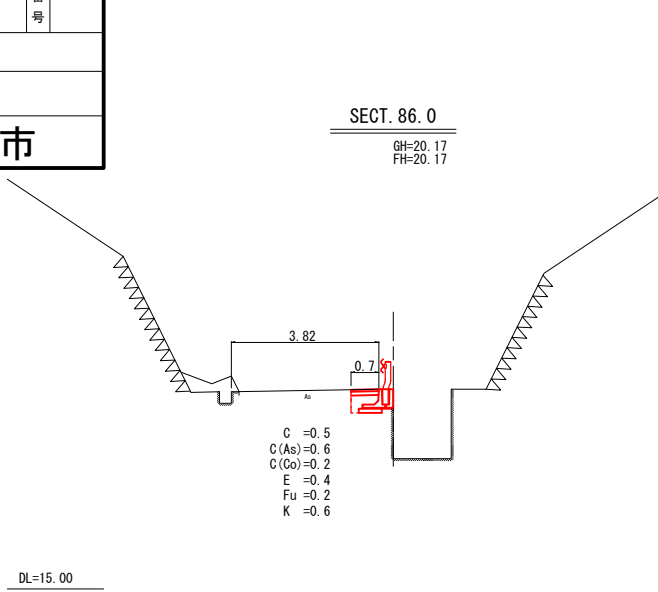 号
市
SECT. 86.0
GH=20.17
FH=20.17
3.82
0.7
As
C =0.5
C(As)=0.6
C(Co)=0.2
E =0.4
Fu =0.2
K =0.6
DL=15.00